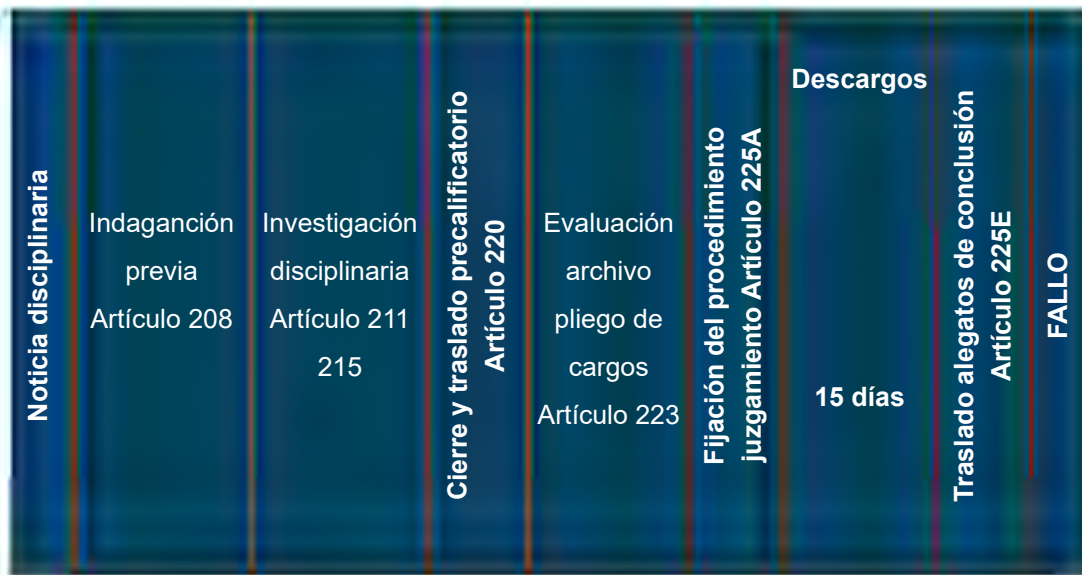 Noticia disciplinaria
Indaganción
previa
Artículo 208
Investigación
disciplinaria
Artículo 211
215
Cierre y traslado precalificatorio
Artículo 220
Evaluación
archivo
pliego de
cargos
Artículo 223
Fijación del procedimiento
juzgamiento Artículo 225A
Descargos
15 días
Traslado alegatos de conclusión
Artículo 225E
FALLO